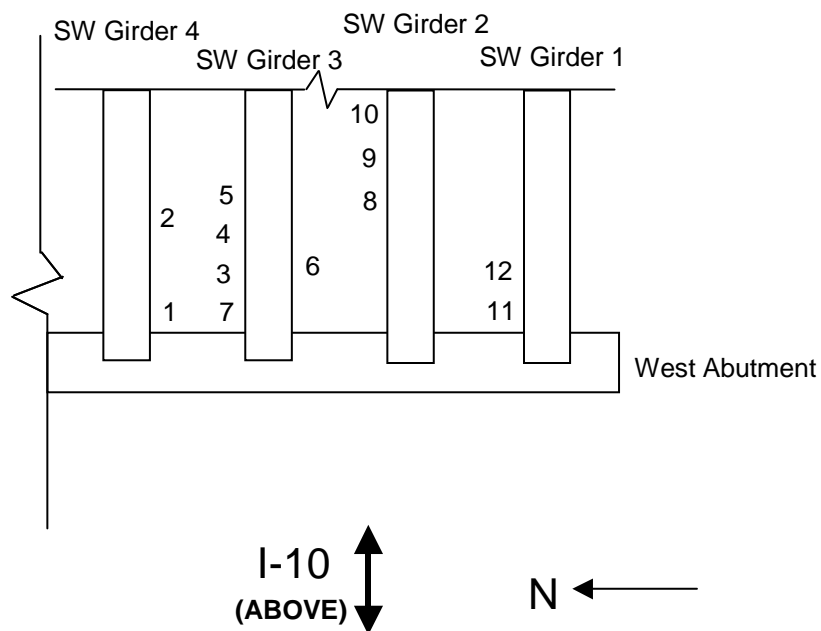 SW Girder 4
SW Girder 3
SW Girder 2
SW Girder 1
10
9
8
5
4
3
7
2
1
6
12
11
West Abutment
I-10
(ABOVE)
N